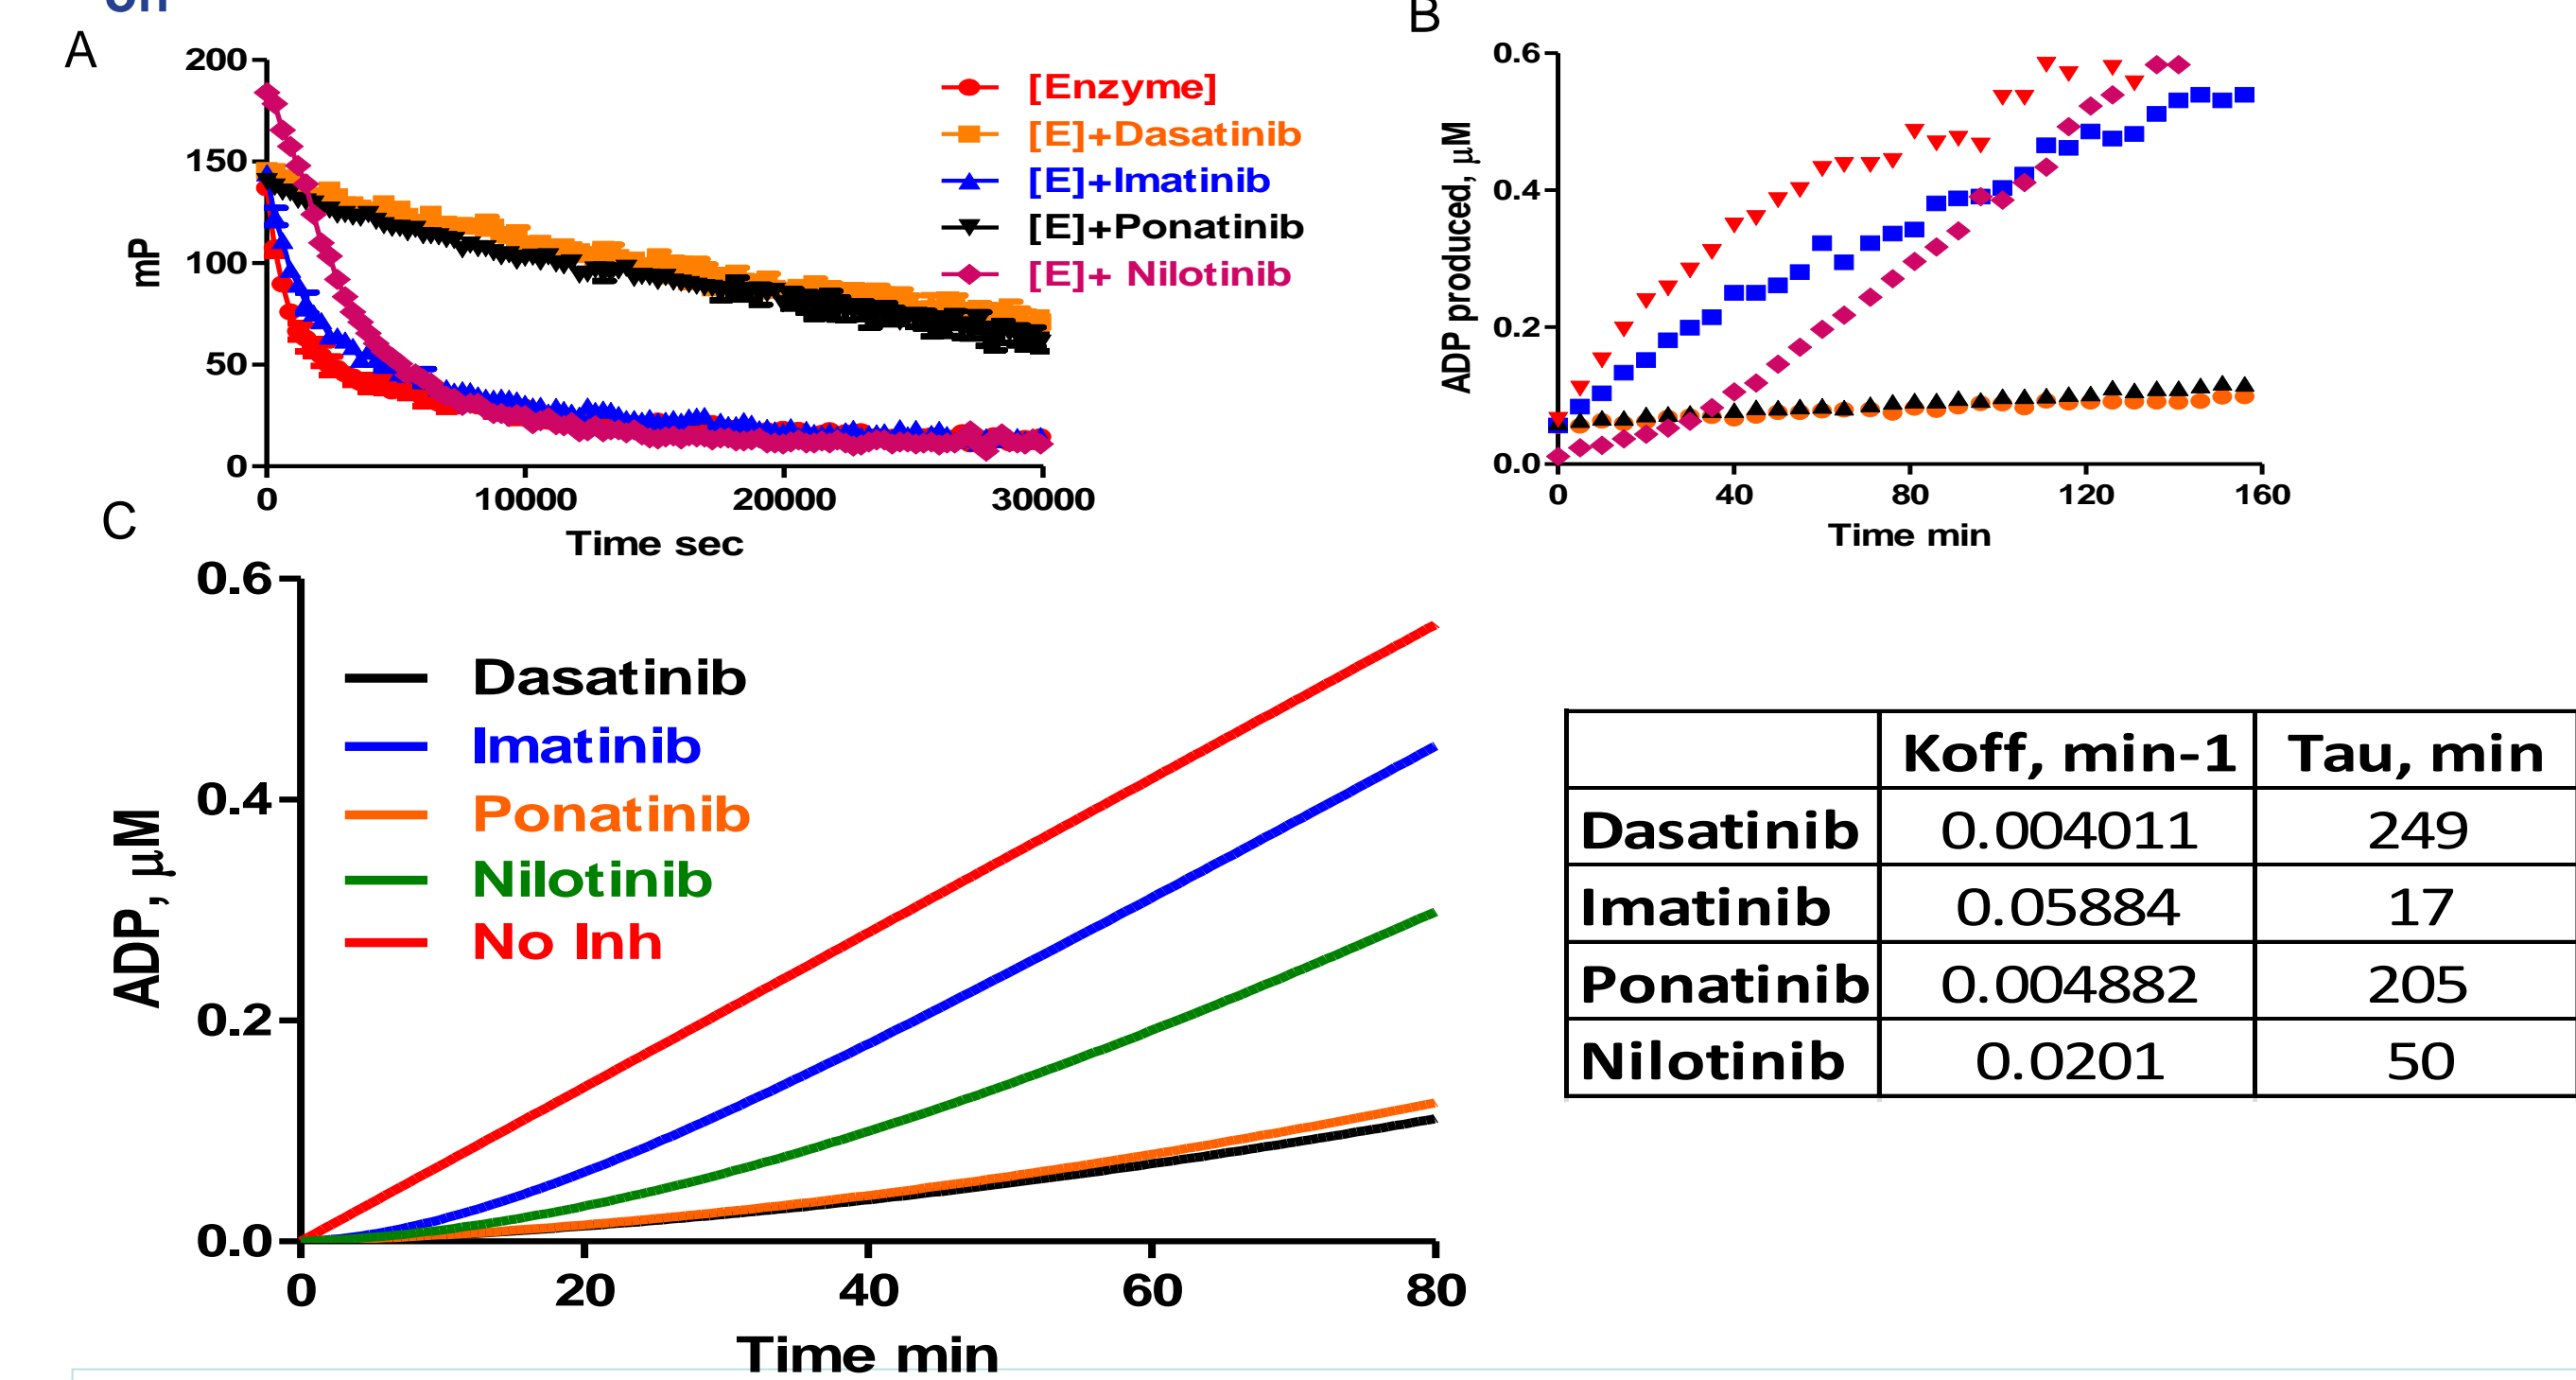 A
B
200
150
100
50
0
mP
0 10000 20000 30000
Time sec
[Enzyme]
[E]+Dasatinib
[E]+Imatinib
[E]+Ponatinib
[E]+ Nilotinib
0.6
0.4
0.2
0.0
ADP produced, µM
0 40 80 120 160
Time min
C
0.6
0.4
0.2
0.0
ADP, µM
Dasatinib
Imatinib
Ponatinib
Nilotinib
No Inh
0 20 40 60 80
Time min
Koff, min-1 Tau, min
Dasatinib 0.004011 249
Imatinib 0.05884 17
Ponatinib 0.004882 205
Nilotinib 0.0201 50